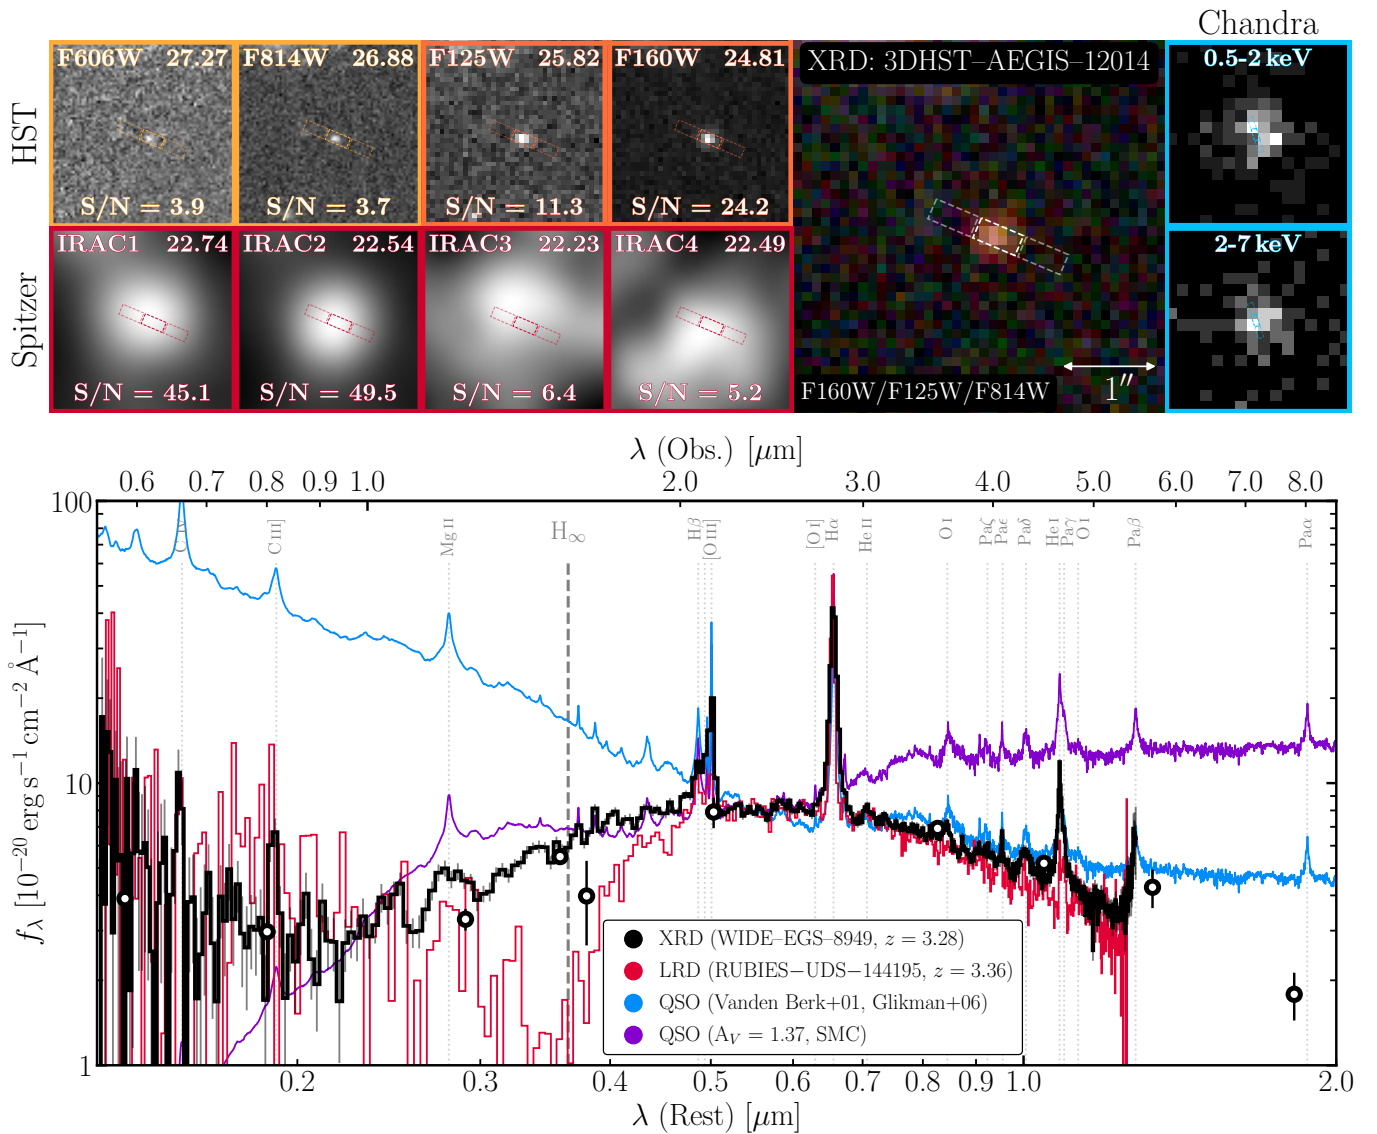 Chandra
HST
F606W 27.27
S/N = 3.9
F814W 26.88
S/N = 3.7
F125W 25.82
S/N = 11.3
F160W 24.81
S/N = 24.2
XRD: 3DHST–AEGIS–12014
F160W/F125W/F814W
1″
0.5-2 keV
2-7 keV
Spitzer
IRAC1 22.74
S/N = 45.1
IRAC2 22.54
S/N = 49.5
IRAC3 22.23
S/N = 6.4
IRAC4 22.49
S/N = 5.2
λ (Obs.) [μm]
0.6 0.7 0.8 0.9 1.0 2.0 3.0 4.0 5.0 6.0 7.0 8.0
C III] Mg II H∞ Hβ [O III] [O I] Hα He II O I Paζ Paϵ Paδ He I Paγ O I Paβ Paα
100
10
1
fλ [10−20 erg s−1 cm−2 Å−1]
XRD (WIDE–EGS–8949, z = 3.28)
LRD (RUBIES−UDS−144195, z = 3.36)
QSO (Vanden Berk+01, Glikman+06)
QSO (AV = 1.37, SMC)
0.2 0.3 0.4 0.5 0.6 0.7 0.8 0.9 1.0 2.0
λ (Rest) [μm]